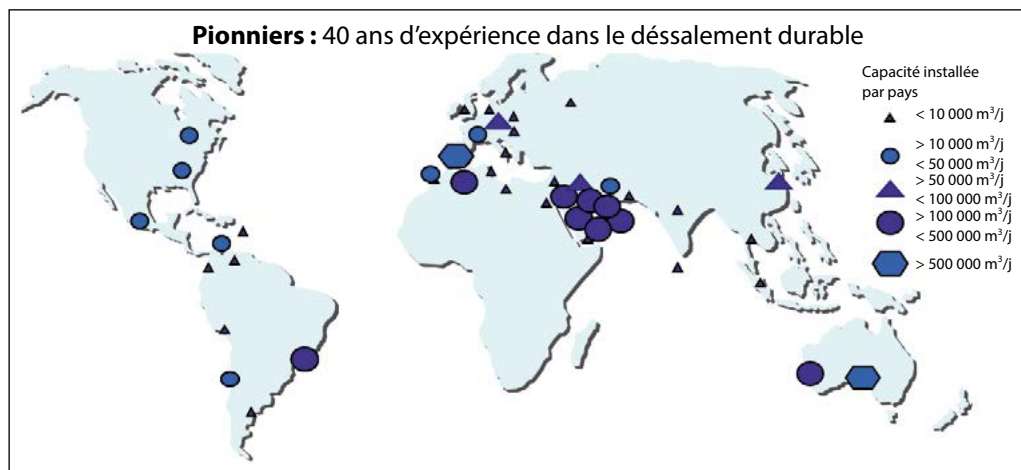 Pionniers : 40 ans d’expérience dans le déssalement durable
Capacité installée
par pays
< 10 000 m³/j
> 10 000 m³/j
< 50 000 m³/j
> 50 000 m³/j
< 100 000 m³/j
> 100 000 m³/j
< 500 000 m³/j
> 500 000 m³/j